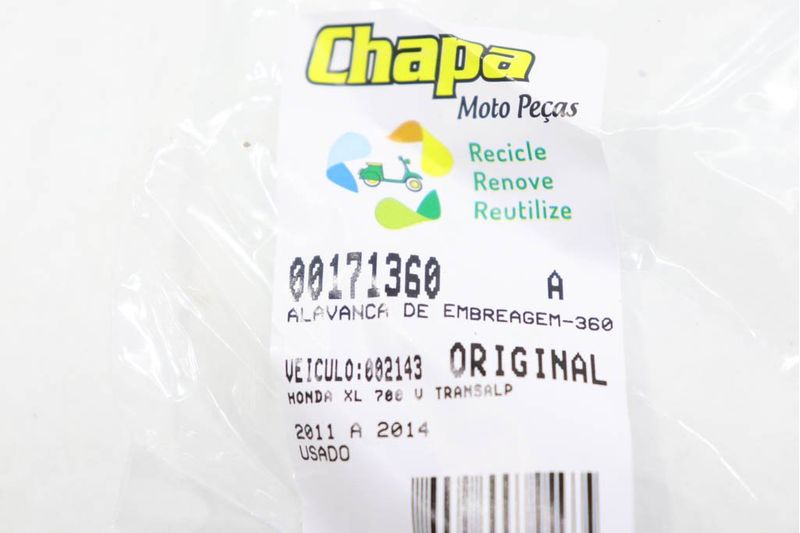 Chapa
Moto Peças
Recicle
Renove
Reutilize
00171360 A
ALAVANCA DE EMBREAGEM-360
VEICULO:002143 ORIGINAL
HONDA XL 700 V TRANSALP
2011 A 2014
USADO